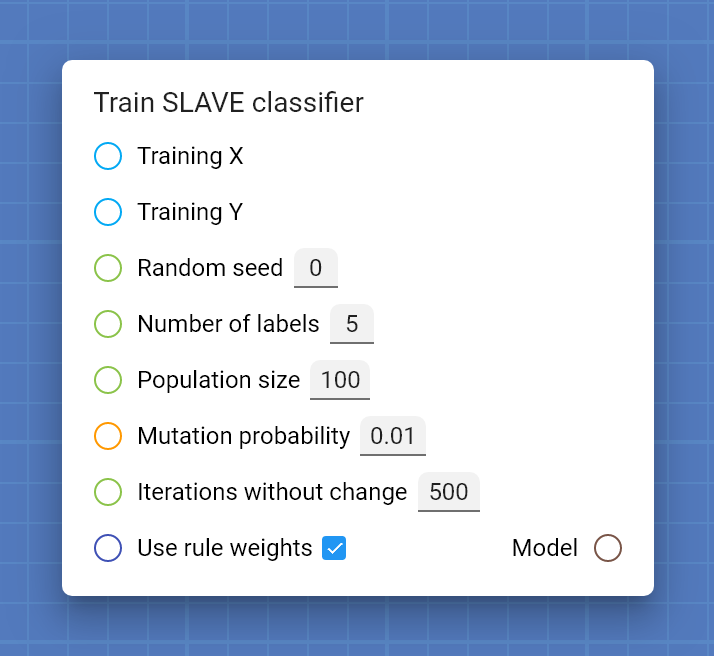 Train SLAVE classifier
Training X
Training Y
Random seed 0
Number of labels 5
Population size 100
Mutation probability 0.01
Iterations without change 500
Use rule weights Model